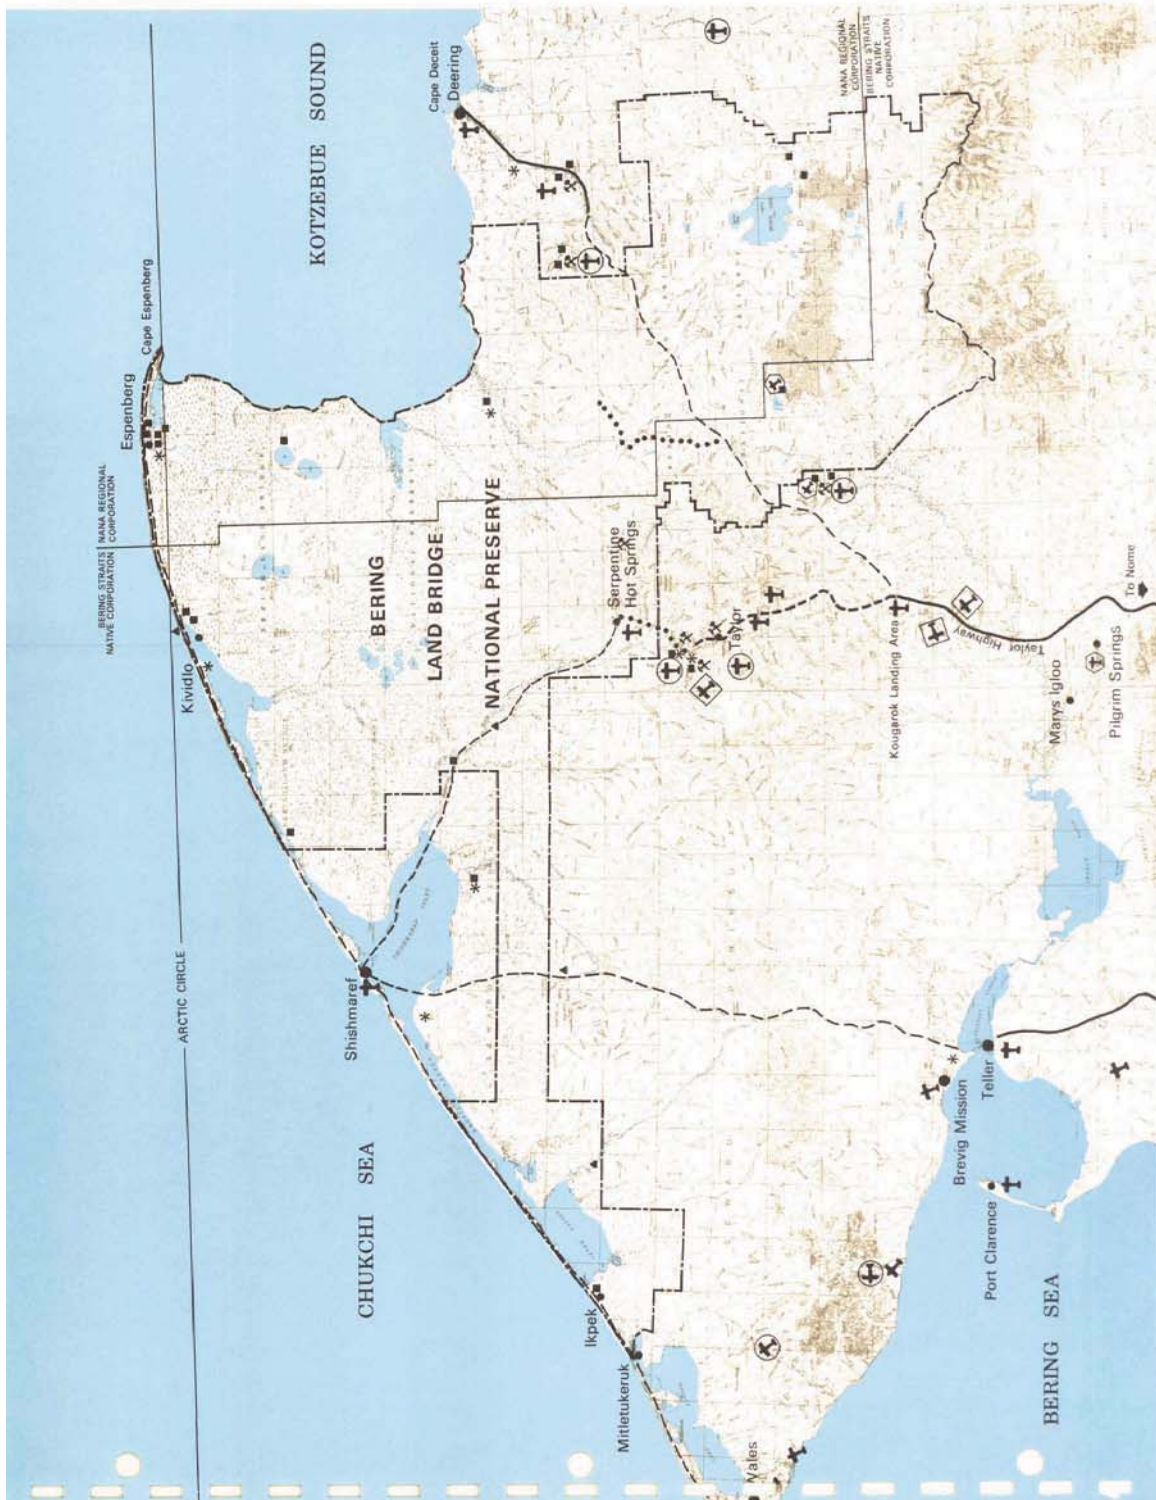 ARCTIC CIRCLE
CHUKCHI SEA
KOTZEBUE SOUND
BERING SEA
BERING STRAITS
NATIVE CORPORATION
NANA REGIONAL
CORPORATION
Espenberg
Cape Espenberg
Kividlo
Shishmaref
Ikpek
Mitletukeruk
Wales
BERING
LAND BRIDGE
NATIONAL PRESERVE
Cape Deceit
Deering
NANA REGIONAL
CORPORATION
BERING STRAITS
NATIVE
CORPORATION
Serpentine
Hot Springs
Taylor
Kougarok Landing Area
Taylor Highway
To Nome
Marys Igloo
Pilgrim Springs
Teller
Brevig Mission
Port Clarence